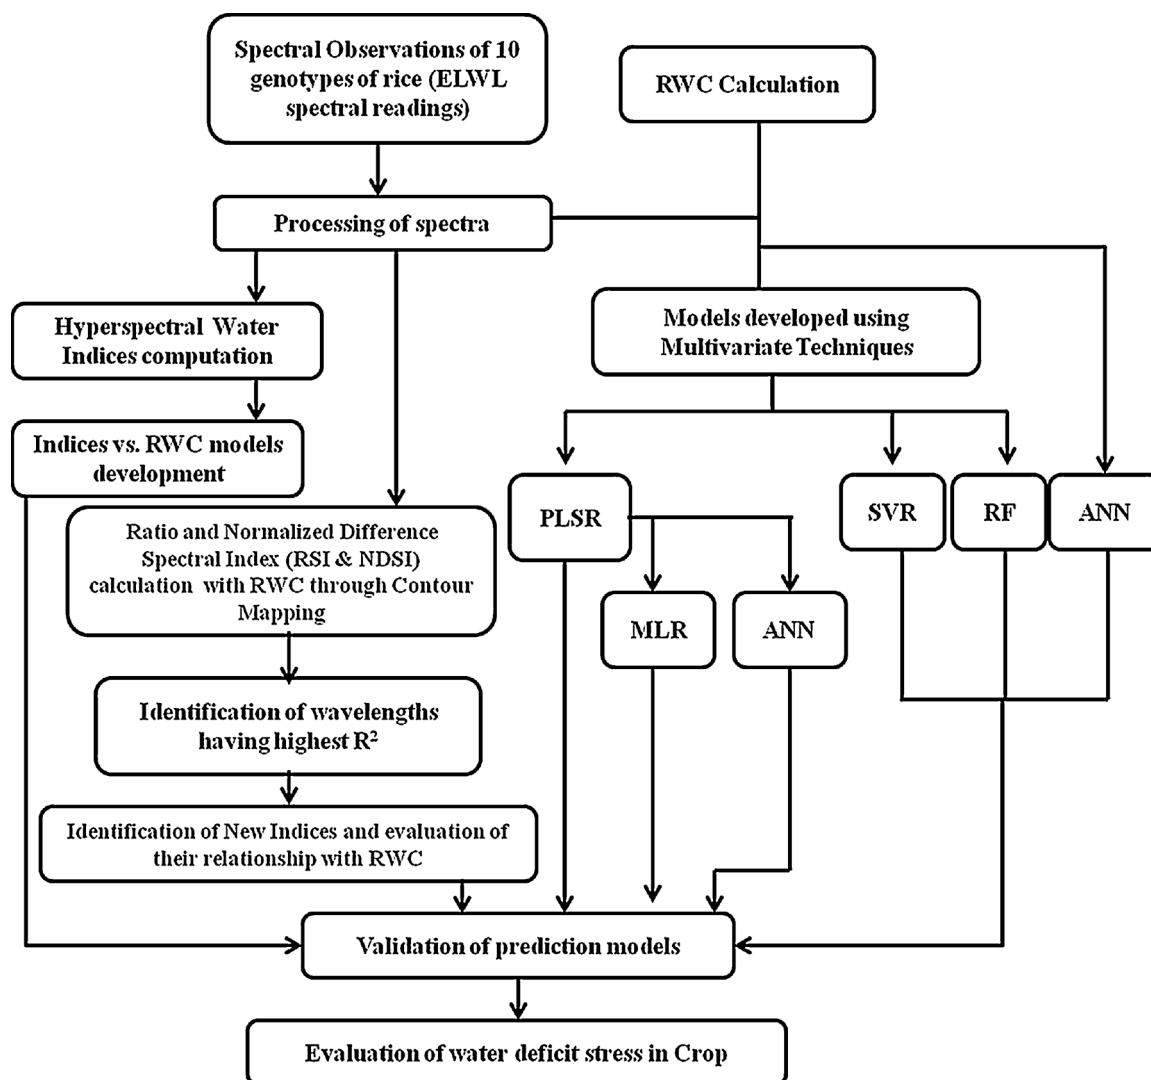 Spectral Observations of 10
genotypes of rice (ELWL
spectral readings)
RWC Calculation
Processing of spectra
Hyperspectral Water
Indices computation
Models developed using
Multivariate Techniques
Indices vs. RWC models
development
PLSR
SVR
RF
ANN
Ratio and Normalized Difference
Spectral Index (RSI & NDSI)
calculation with RWC through Contour
Mapping
MLR
ANN
Identification of wavelengths
having highest R²
Identification of New Indices and evaluation of
their relationship with RWC
Validation of prediction models
Evaluation of water deficit stress in Crop